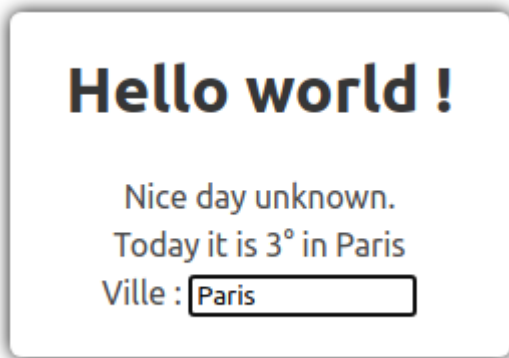 Hello world !
Nice day unknown.
Today it is 3° in Paris
Ville : Paris